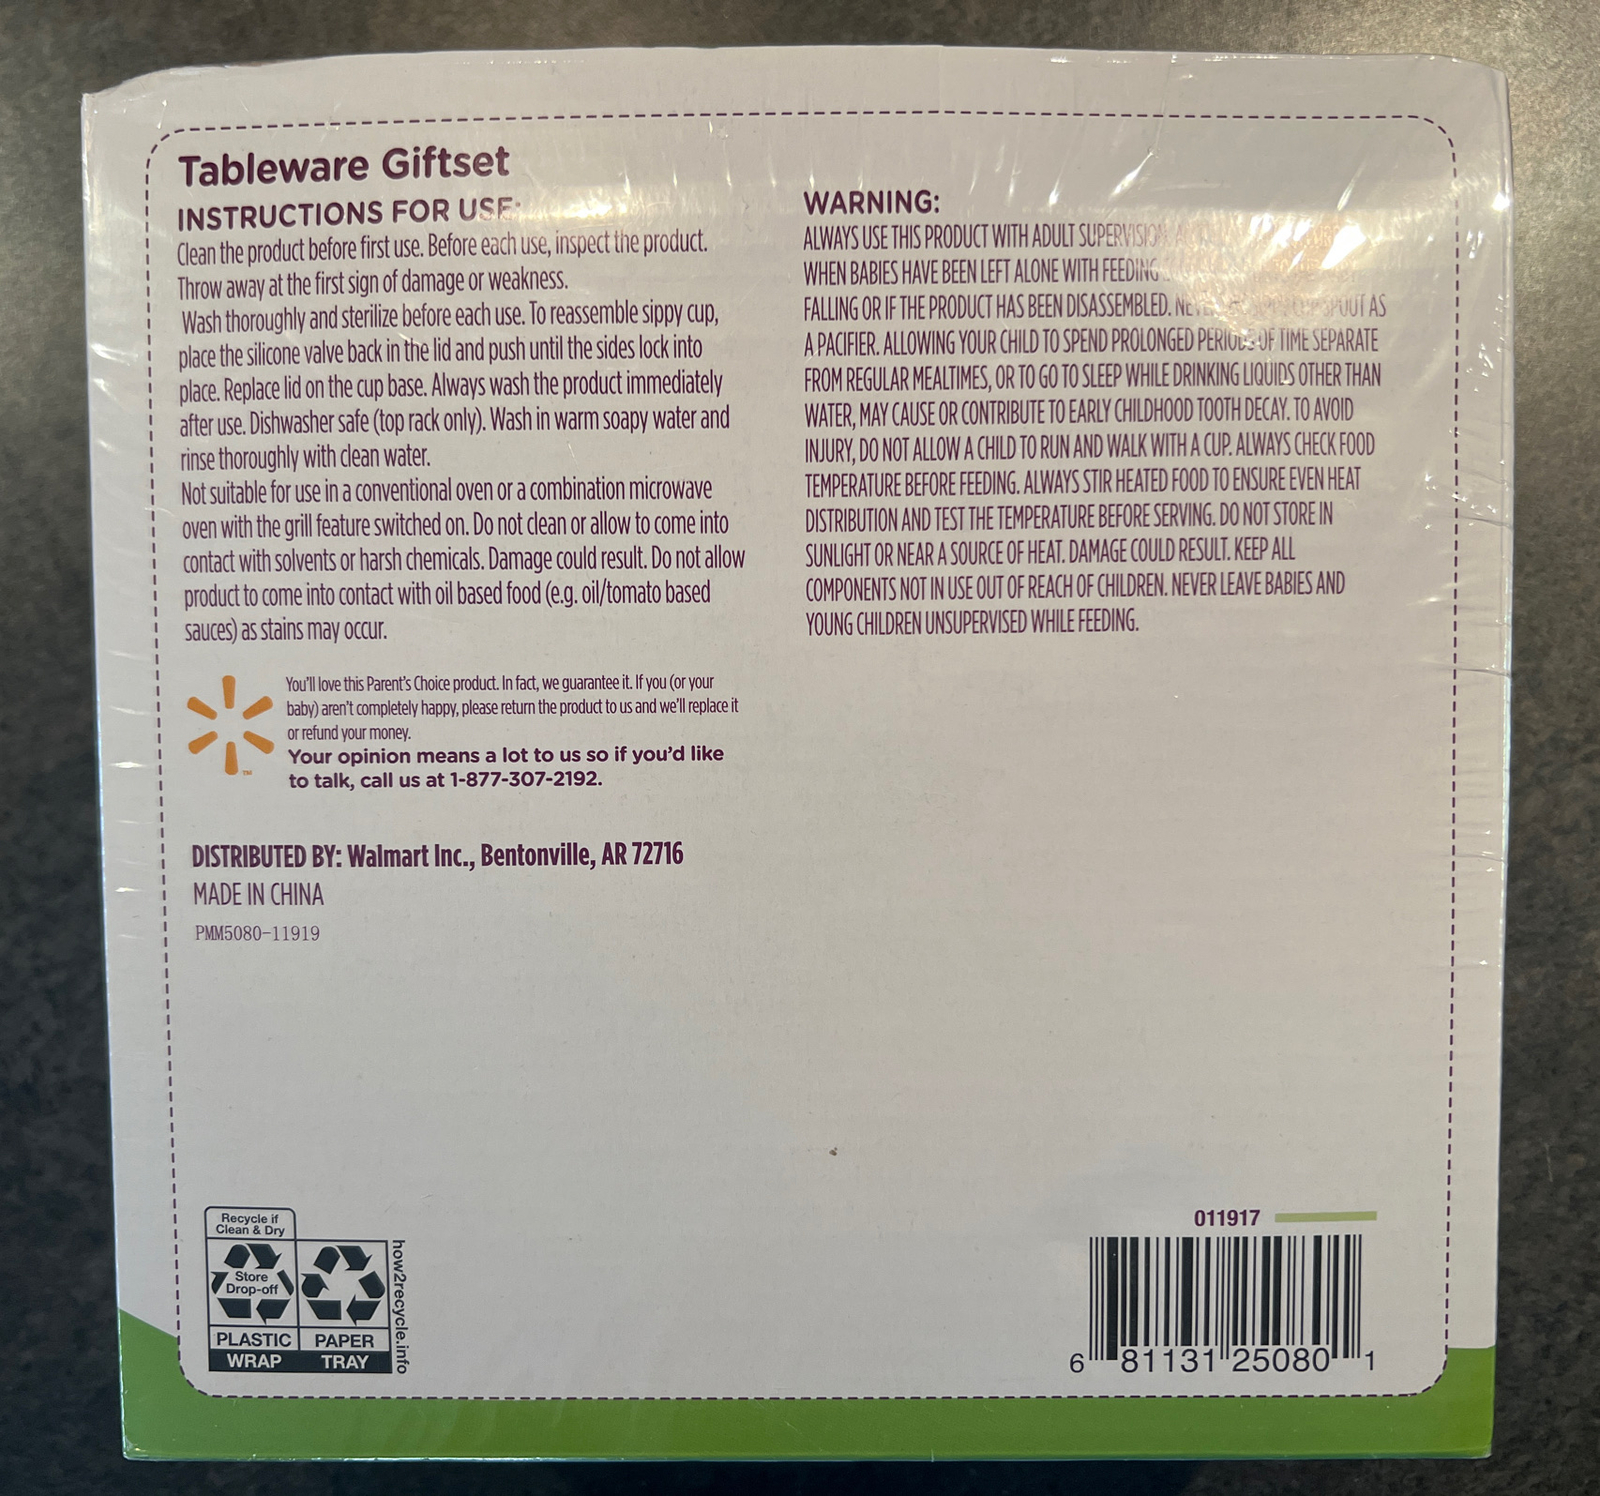 Tableware Giftset
INSTRUCTIONS FOR USE:
Clean the product before first use. Before each use, inspect the product.
Throw away at the first sign of damage or weakness.
Wash thoroughly and sterilize before each use. To reassemble sippy cup,
place the silicone valve back in the lid and push until the sides lock into
place. Replace lid on the cup base. Always wash the product immediately
after use. Dishwasher safe (top rack only). Wash in warm soapy water and
rinse thoroughly with clean water.
Not suitable for use in a conventional oven or a combination microwave
oven with the grill feature switched on. Do not clean or allow to come into
contact with solvents or harsh chemicals. Damage could result. Do not allow
product to come into contact with oil based food (e.g. oil/tomato based
sauces) as stains may occur.
You'll love this Parent's Choice product. In fact, we guarantee it. If you (or your
baby) aren't completely happy, please return the product to us and we'll replace it
or refund your money.
Your opinion means a lot to us so if you'd like
to talk, call us at 1-877-307-2192.
TM
DISTRIBUTED BY: Walmart Inc., Bentonville, AR 72716
MADE IN CHINA
PMM5080-11919
WARNING:
ALWAYS USE THIS PRODUCT WITH ADULT SUPERVISION.
WHEN BABIES HAVE BEEN LEFT ALONE WITH FEEDING
FALLING OR IF THE PRODUCT HAS BEEN DISASSEMBLED. NEVER SPOUT AS
A PACIFIER. ALLOWING YOUR CHILD TO SPEND PROLONGED PERIODS OF TIME SEPARATE
FROM REGULAR MEALTIMES, OR TO GO TO SLEEP WHILE DRINKING LIQUIDS OTHER THAN
WATER, MAY CAUSE OR CONTRIBUTE TO EARLY CHILDHOOD TOOTH DECAY. TO AVOID
INJURY, DO NOT ALLOW A CHILD TO RUN AND WALK WITH A CUP. ALWAYS CHECK FOOD
TEMPERATURE BEFORE FEEDING. ALWAYS STIR HEATED FOOD TO ENSURE EVEN HEAT
DISTRIBUTION AND TEST THE TEMPERATURE BEFORE SERVING. DO NOT STORE IN
SUNLIGHT OR NEAR A SOURCE OF HEAT. DAMAGE COULD RESULT. KEEP ALL
COMPONENTS NOT IN USE OUT OF REACH OF CHILDREN. NEVER LEAVE BABIES AND
YOUNG CHILDREN UNSUPERVISED WHILE FEEDING.
Recycle if
Clean & Dry
Store
Drop-off
PLASTIC
WRAP
PAPER
TRAY
how2recycle.info
011917
6 81131 25080 1